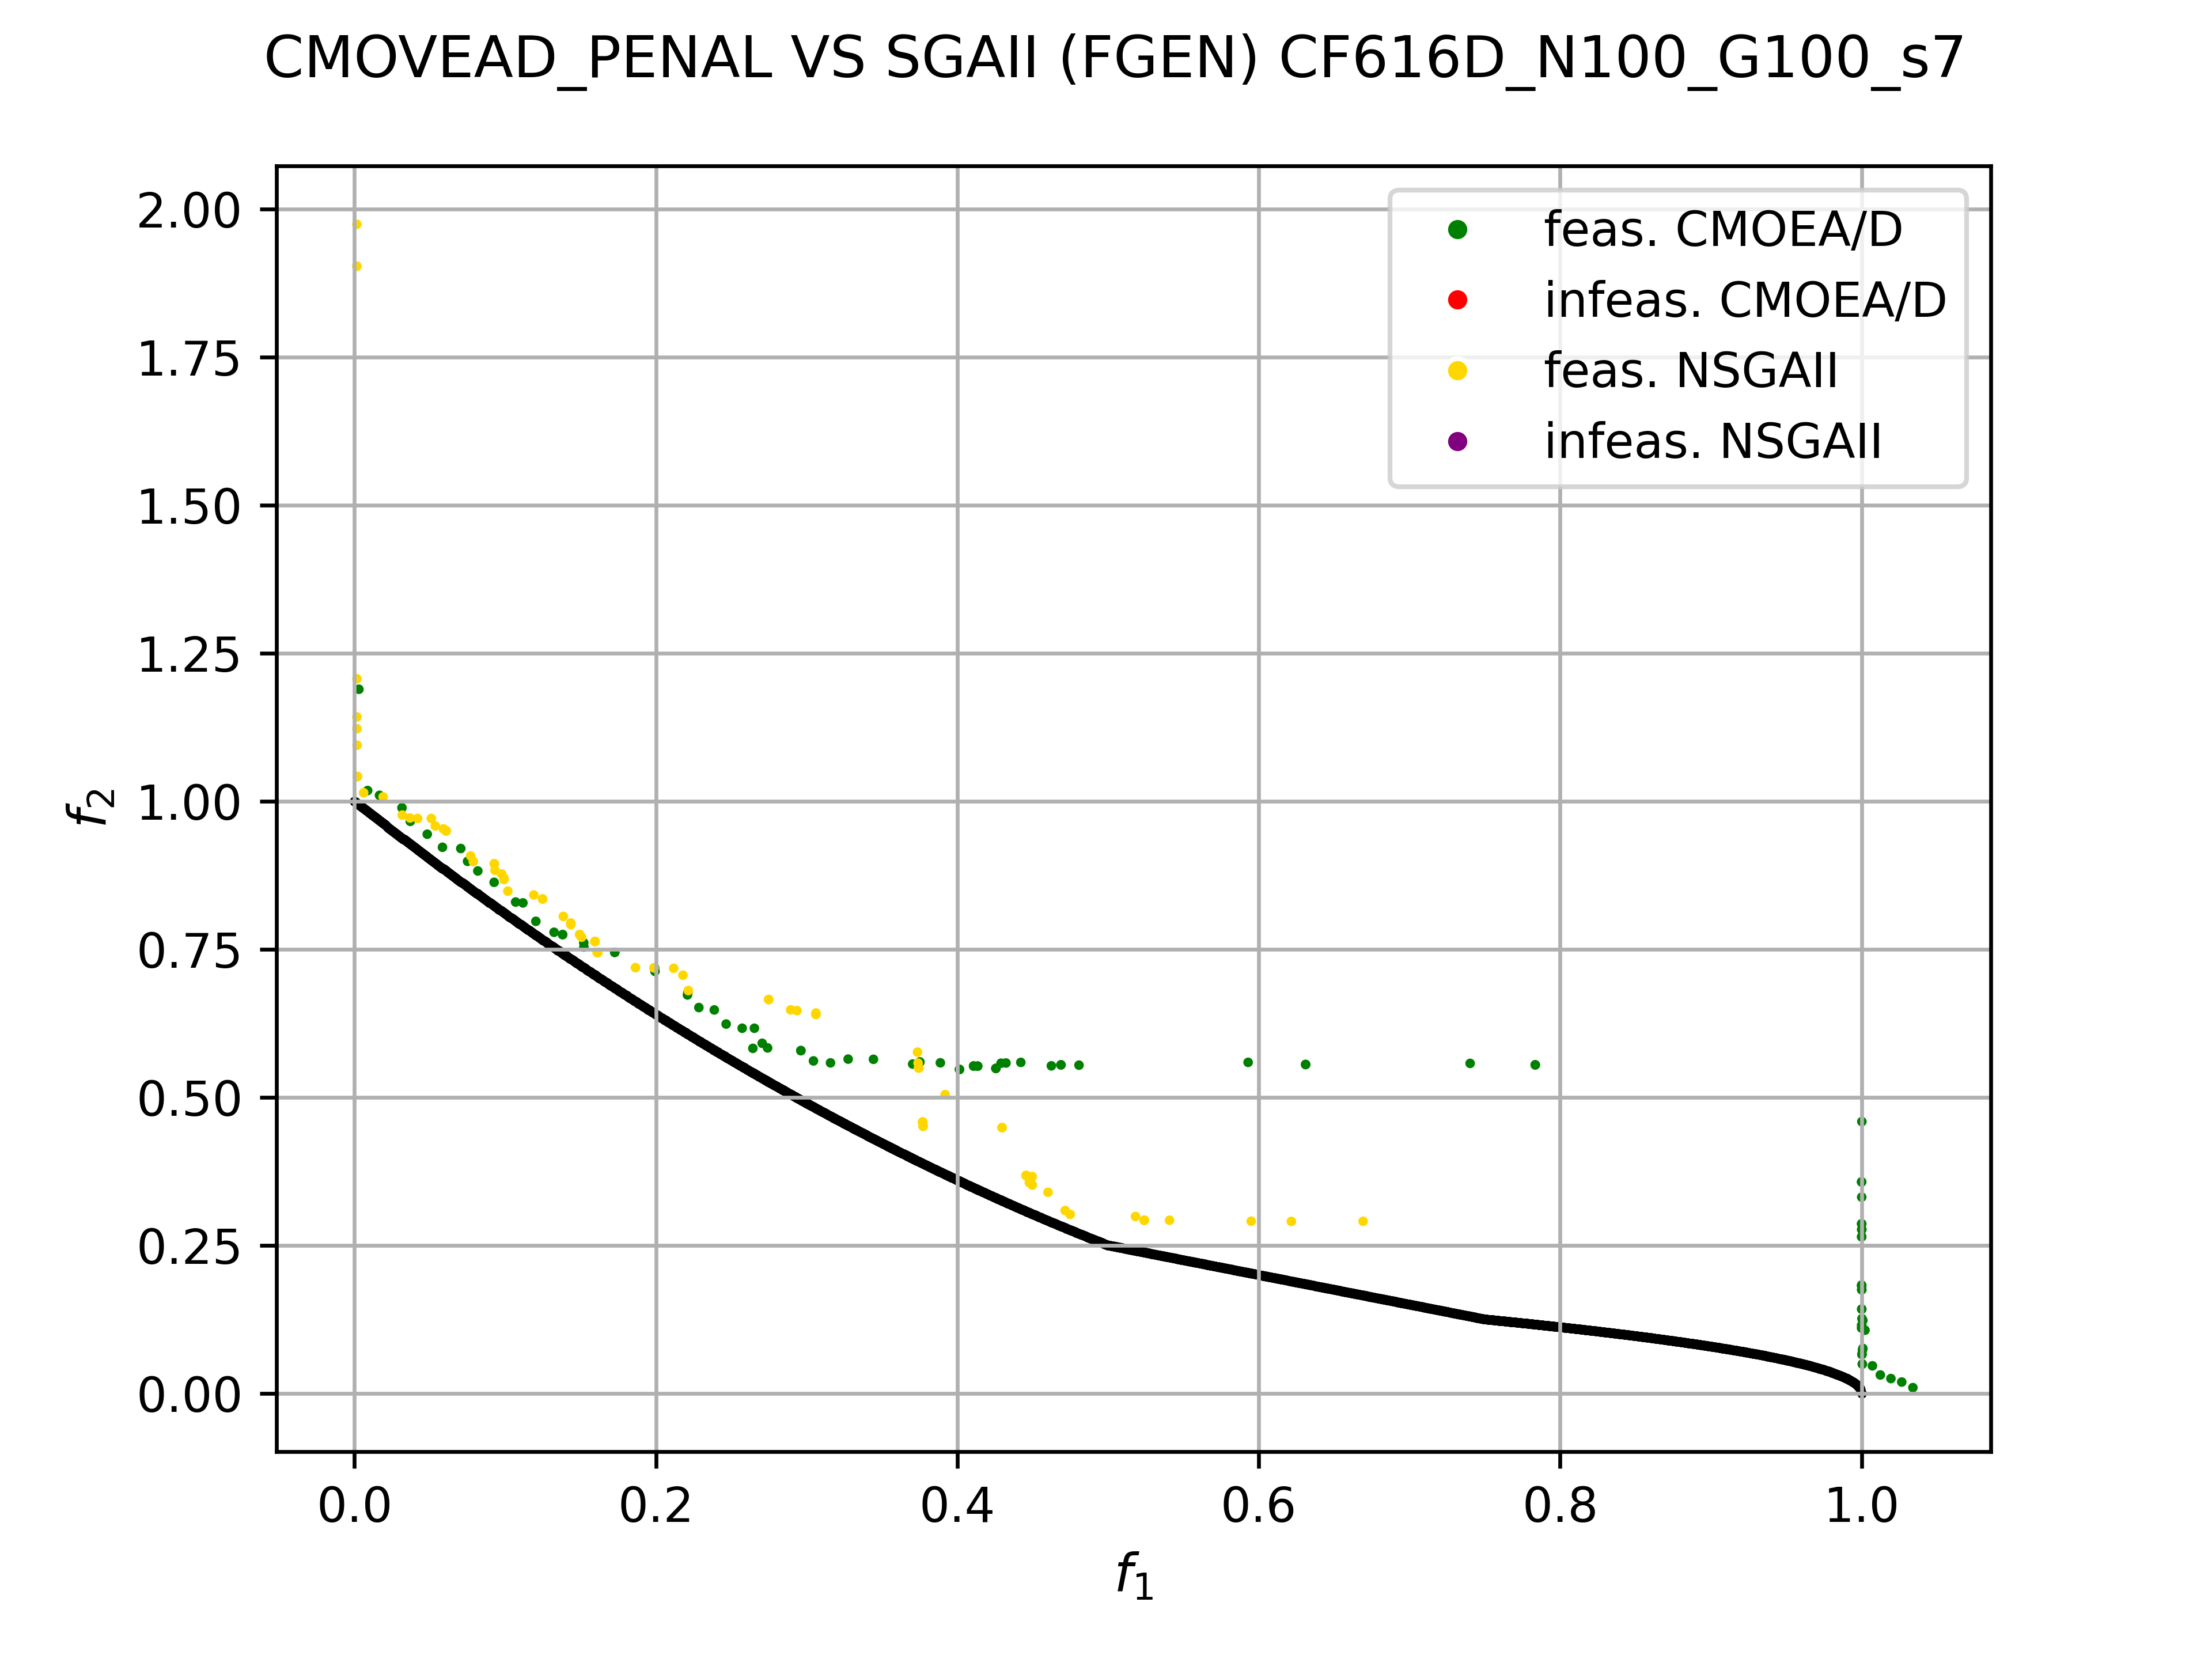 CMOVEAD_PENAL VS SGAII (FGEN) CF616D_N100_G100_s7
feas. CMOEA/D
infeas. CMOEA/D
feas. NSGAII
infeas. NSGAII
2.00
1.75
1.50
1.25
1.00
0.75
0.50
0.25
0.00
f2
0.0 0.2 0.4 0.6 0.8 1.0
f1